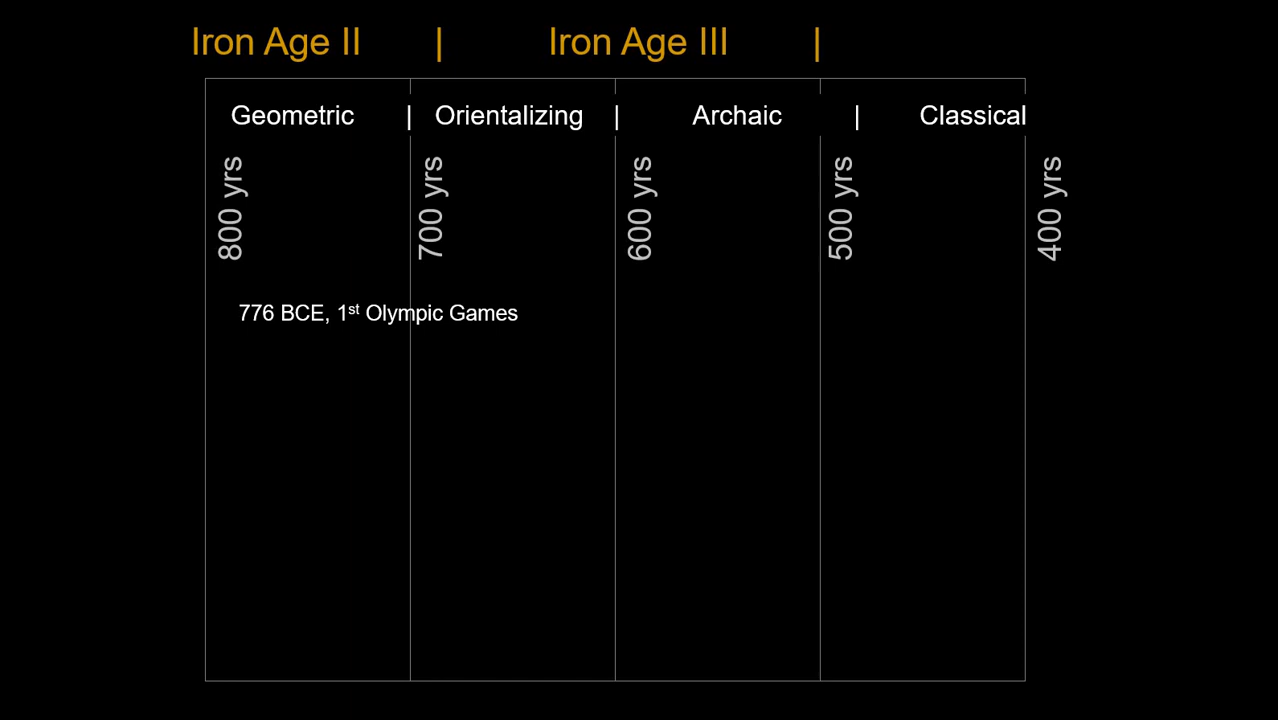 Iron Age II | Iron Age III |
Geometric | Orientalizing | Archaic | Classical
800 yrs
700 yrs
600 yrs
500 yrs
400 yrs
776 BCE, 1st Olympic Games